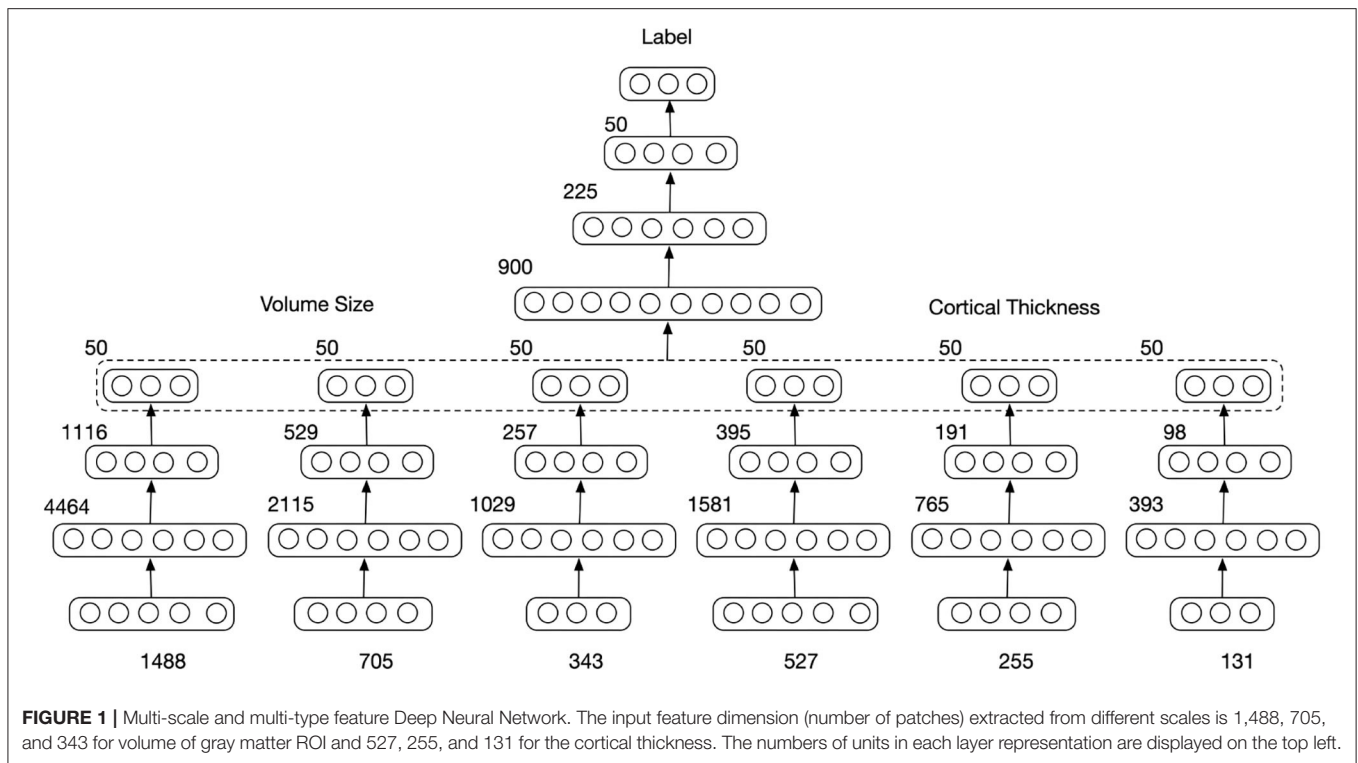 Label
50
225
900
Volume Size
Cortical Thickness
50 50 50 50 50 50
1116 529 257 395 191 98
4464 2115 1029 1581 765 393
1488 705 343 527 255 131
FIGURE 1 | Multi-scale and multi-type feature Deep Neural Network. The input feature dimension (number of patches) extracted from different scales is 1,488, 705,
and 343 for volume of gray matter ROI and 527, 255, and 131 for the cortical thickness. The numbers of units in each layer representation are displayed on the top left.